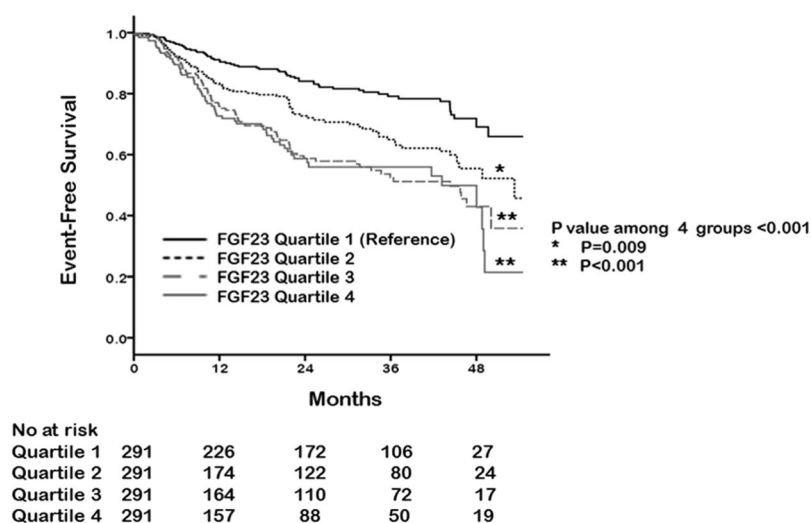 Event-Free Survival
1.0
0.8
0.6
0.4
0.2
0.0
*
**
**
FGF23 Quartile 1 (Reference)
FGF23 Quartile 2
FGF23 Quartile 3
FGF23 Quartile 4
P value among 4 groups <0.001
* P=0.009
** P<0.001
0 12 24 36 48
Months
No at risk
Quartile 1 291 226 172 106 27
Quartile 2 291 174 122 80 24
Quartile 3 291 164 110 72 17
Quartile 4 291 157 88 50 19